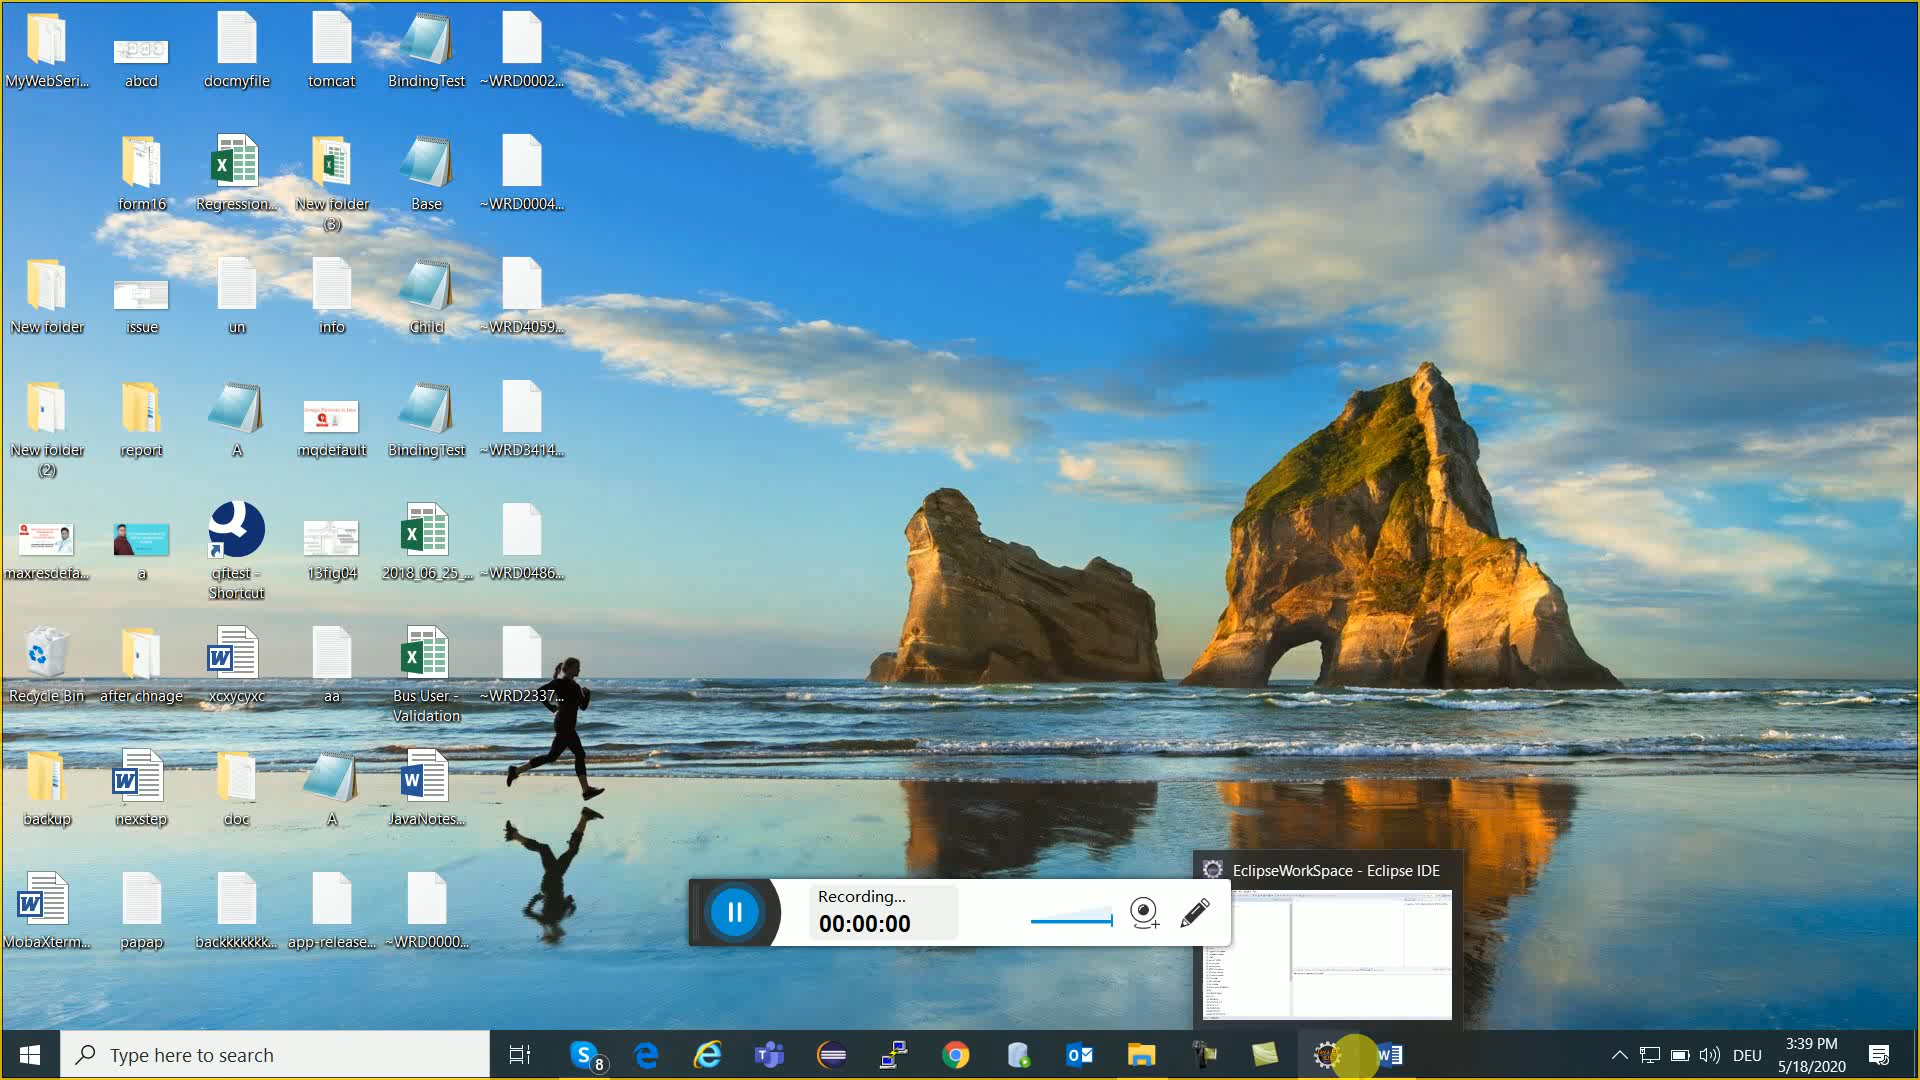 MyWebSeri...
abcd
docmyfile
tomcat
BindingTest
~WRD0002...
form16
Regression...
New folder
(3)
Base
~WRD0004...
New folder
issue
un
info
Child
~WRD4059...
New folder
(2)
report
A
mqdefault
BindingTest
~WRD3414...
maxresdefa...
a
qftest -
Shortcut
13fig04
2018_06_25_...
~WRD0486...
Recycle Bin
after chnage
xcxycyxc
aa
Bus User -
Validation
~WRD2337...
backup
nexstep
doc
A
JavaNotes...
MobaXterm...
papap
backkkkkkk...
app-release...
~WRD0000...
EclipseWorkSpace - Eclipse IDE
Recording...
00:00:00
Type here to search
8
DEU
3:39 PM
5/18/2020